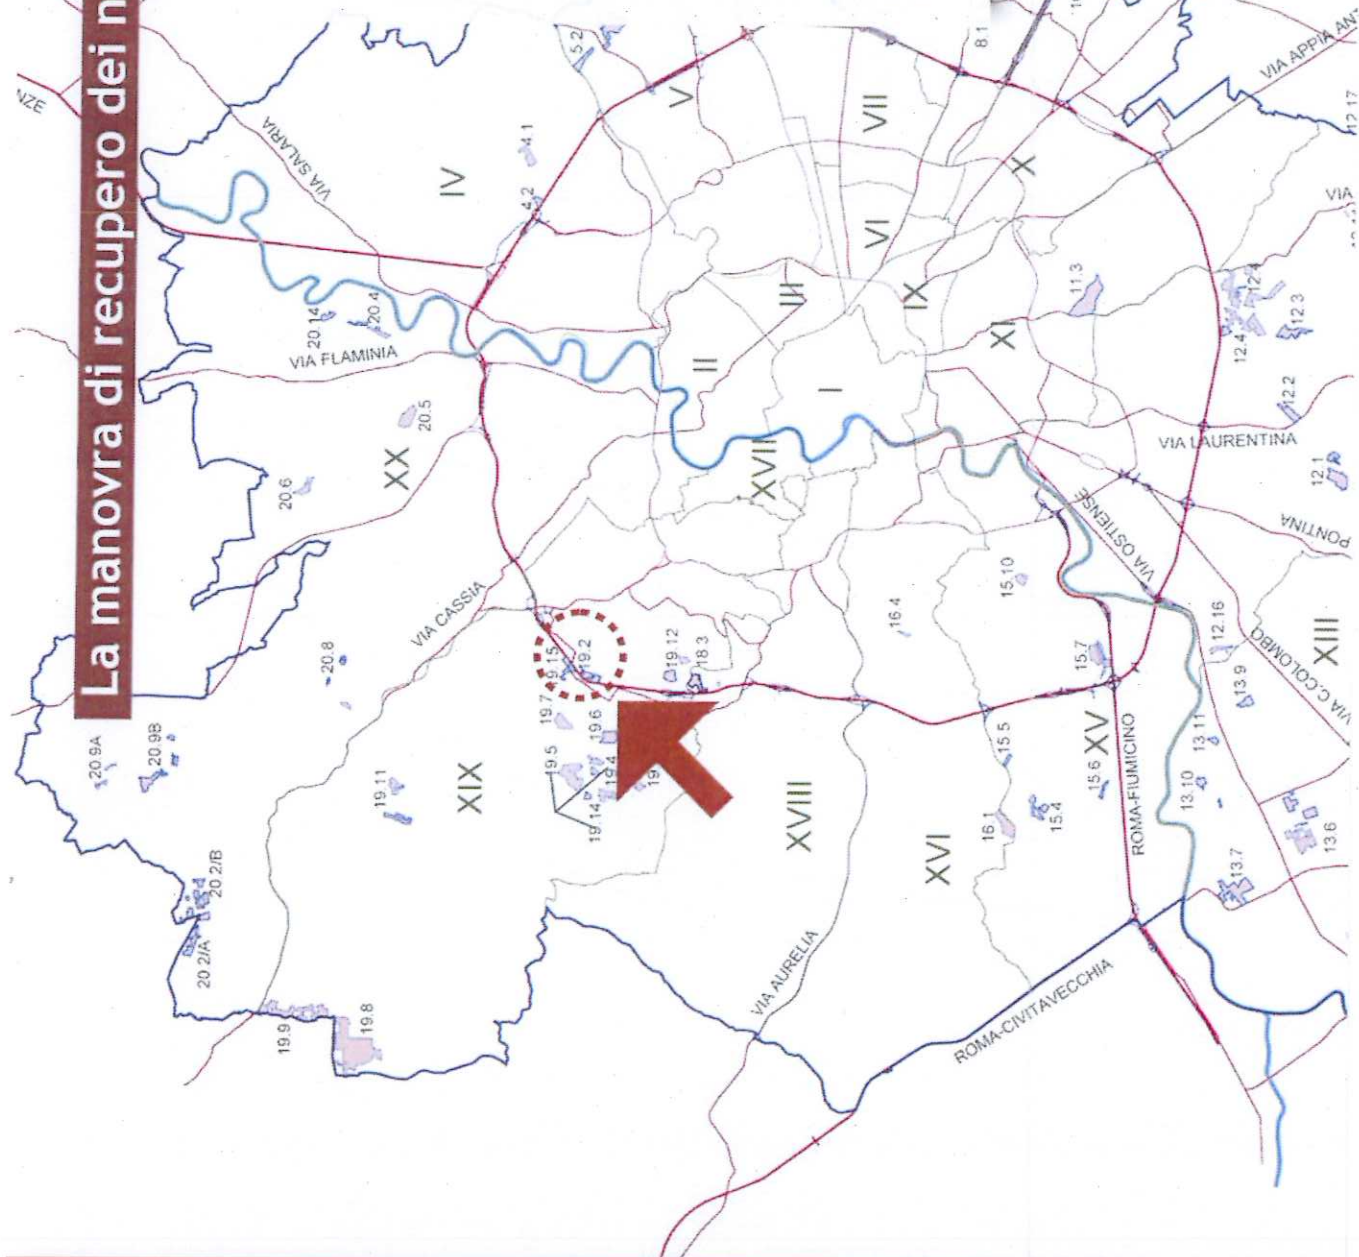 La manovra di recupero dei n
NZE
VIA SALARIA
IV
4.1
4.2
5.2
V
VII
8.1
VIA APPIA ANT
12.17
X
VI
VIA
20.14
20.4
VIA FLAMINIA
II
III
IX
XI
11.3
12.4
12.3
12.2
20.5
XX
20.6
I
XVII
VIA LAURENTINA
12.1
PONTINA
VIA OSTIENSE
VIA CASSIA
20.8
19.15
19.2
19.12
18.3
16.4
15.10
15.7
12.16
VIA C.COLOMBO
XIII
20.9A
20.9B
19.7
19.6
19.5
19.4
19.14
19
19.11
XIX
XVIII
XVI
16.1
15.5
15.4
15.6
XV
ROMA-FIUMICINO
13.9
13.11
13.10
13.6
13.7
20 2/B
20 2/A
19.9
19.8
VIA AURELIA
ROMA-CIVITAVECCHIA